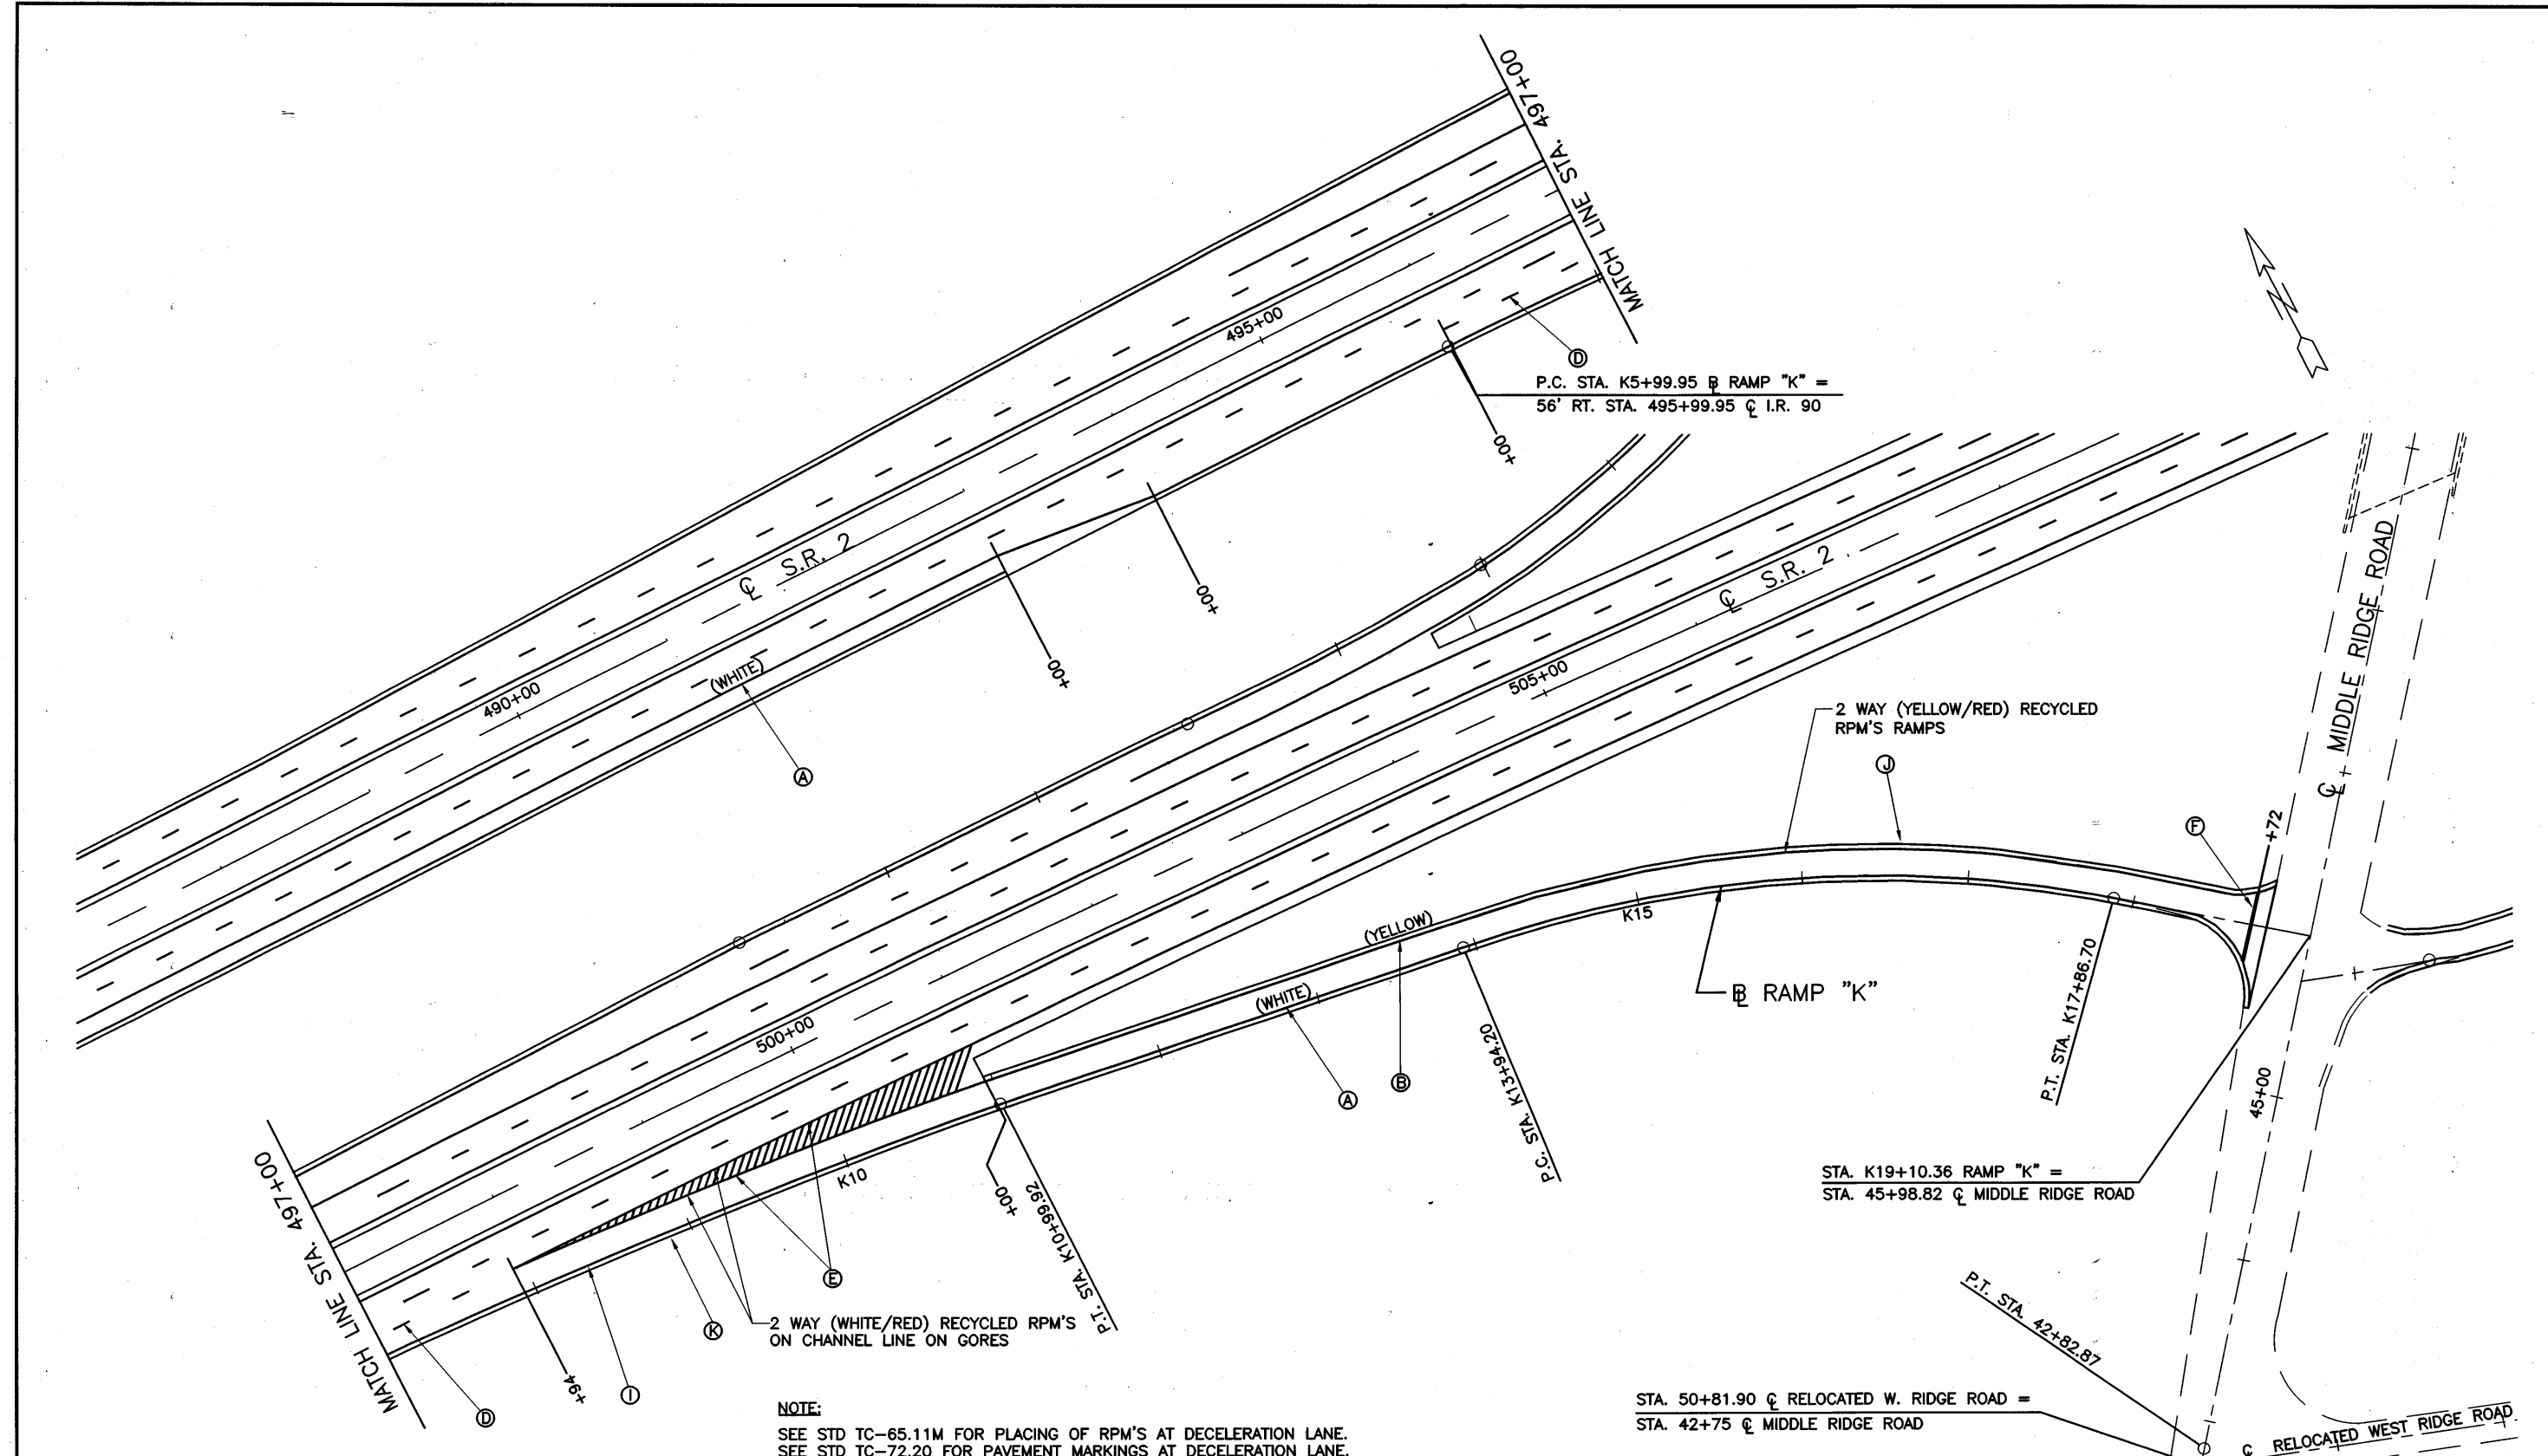 MATCH LINE STA. 497+00
N
D
P.C. STA. K5+99.95 ⅊ RAMP "K" =
56' RT. STA. 495+99.95 ℄ I.R. 90
495+00
+00
+00
+00
℄ S.R. 2
(WHITE)
490+00
A
℄ S.R. 2
505+00
℄ MIDDLE RIDGE ROAD
2 WAY (YELLOW/RED) RECYCLED
RPM'S RAMPS
J
F
+72
(YELLOW)
K15
(WHITE)
B RAMP "K"
P.T. STA. K17+86.70
500+00
B
A
P.C. STA. K13+94.20
45+00
MATCH LINE STA. 497+00
K10
+00
P.T. STA. K10+99.92
STA. K19+10.36 RAMP "K" =
STA. 45+98.82 ℄ MIDDLE RIDGE ROAD
E
2 WAY (WHITE/RED) RECYCLED RPM'S
ON CHANNEL LINE ON GORES
K
I
+94
D
P.T. STA. 42+82.87
NOTE:
SEE STD TC-65.11M FOR PLACING OF RPM'S AT DECELERATION LANE.
SEE STD TC-72.20 FOR PAVEMENT MARKINGS AT DECELERATION LANE.
STA. 50+81.90 ℄ RELOCATED W. RIDGE ROAD =
STA. 42+75 ℄ MIDDLE RIDGE ROAD
℄ RELOCATED WEST RIDGE ROAD